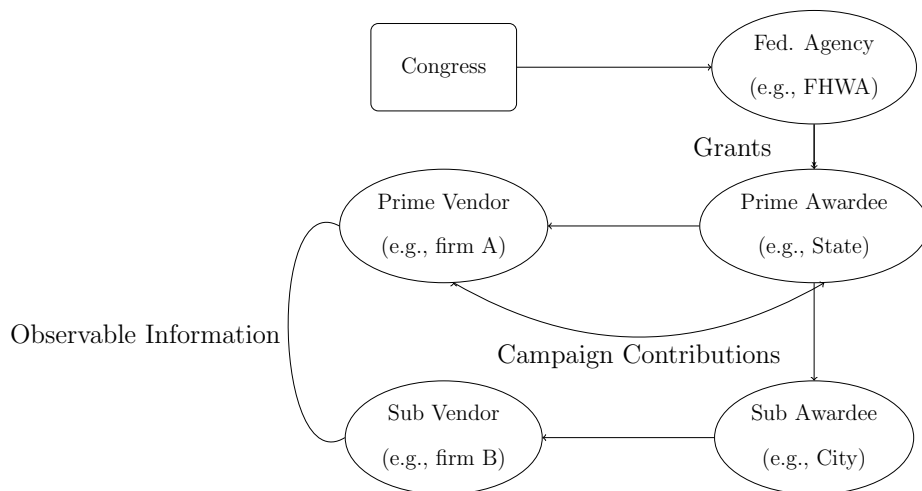 Congress
Fed. Agency
(e.g., FHWA)
Grants
Prime Vendor
(e.g., firm A)
Prime Awardee
(e.g., State)
Observable Information
Campaign Contributions
Sub Vendor
(e.g., firm B)
Sub Awardee
(e.g., City)